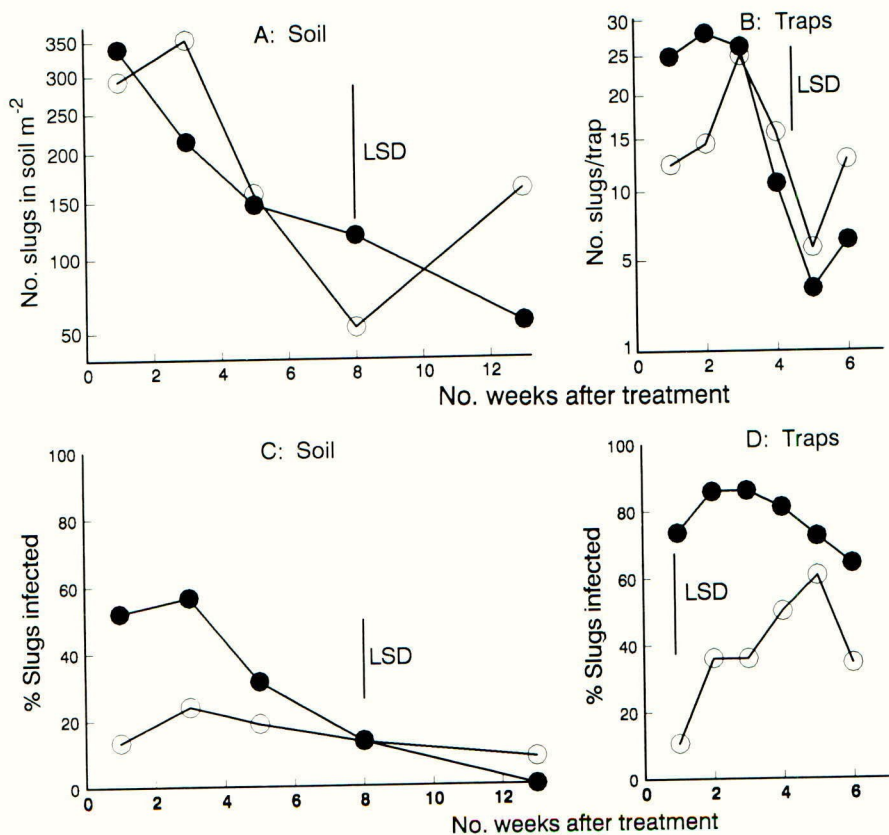 A: Soil
No. slugs in soil m⁻²
350
300
250
200
150
100
50
0 2 4 6 8 10 12
LSD
B: Traps
No. slugs/trap
30
25
20
15
10
5
1
0 2 4 6
LSD
No. weeks after treatment
C: Soil
% Slugs infected
100
80
60
40
20
0
0 2 4 6 8 10 12
LSD
D: Traps
% Slugs infected
100
80
60
40
20
0
0 2 4 6
LSD
No. weeks after treatment